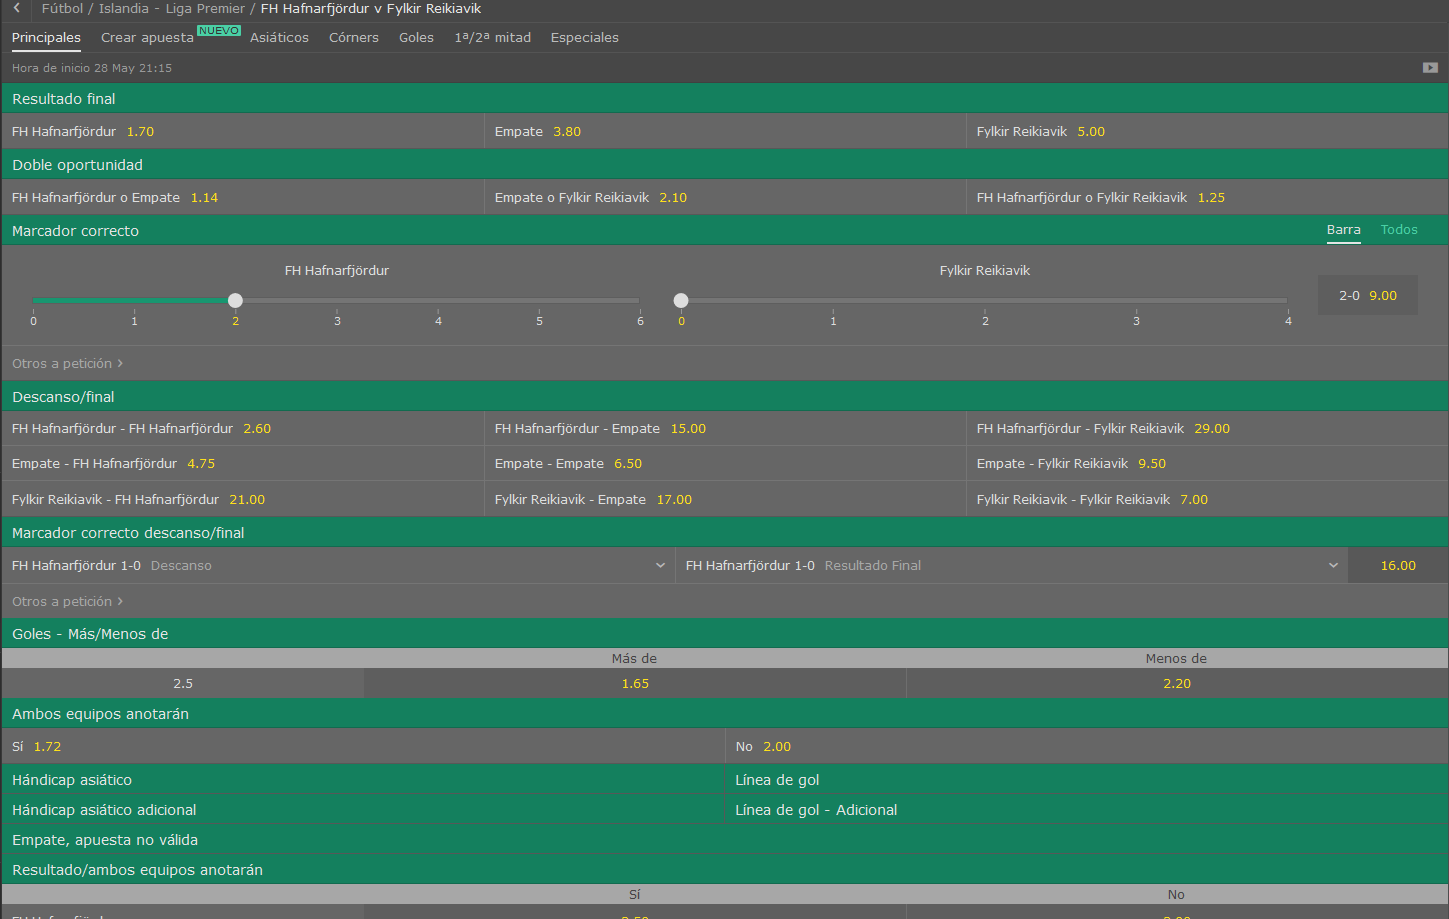 Fútbol / Islandia - Liga Premier / FH Hafnarfjördur v Fylkir Reikiavik
Principales Crear apuesta NUEVO Asiáticos Córners Goles 1ª/2ª mitad Especiales
Hora de inicio 28 May 21:15
Resultado final
FH Hafnarfjördur 1.70 Empate 3.80 Fylkir Reikiavik 5.00
Doble oportunidad
FH Hafnarfjördur o Empate 1.14 Empate o Fylkir Reikiavik 2.10 FH Hafnarfjördur o Fylkir Reikiavik 1.25
Marcador correcto Barra Todos
FH Hafnarfjördur Fylkir Reikiavik
2-0 9.00
0 1 2 3 4 5 6 0 1 2 3 4
Otros a petición >
Descanso/final
FH Hafnarfjördur - FH Hafnarfjördur 2.60 FH Hafnarfjördur - Empate 15.00 FH Hafnarfjördur - Fylkir Reikiavik 29.00
Empate - FH Hafnarfjördur 4.75 Empate - Empate 6.50 Empate - Fylkir Reikiavik 9.50
Fylkir Reikiavik - FH Hafnarfjördur 21.00 Fylkir Reikiavik - Empate 17.00 Fylkir Reikiavik - Fylkir Reikiavik 7.00
Marcador correcto descanso/final
FH Hafnarfjördur 1-0 Descanso FH Hafnarfjördur 1-0 Resultado Final 16.00
Otros a petición >
Goles - Más/Menos de
Más de Menos de
2.5 1.65 2.20
Ambos equipos anotarán
Sí 1.72 No 2.00
Hándicap asiático Línea de gol
Hándicap asiático adicional Línea de gol - Adicional
Empate, apuesta no válida
Resultado/ambos equipos anotarán
Sí No